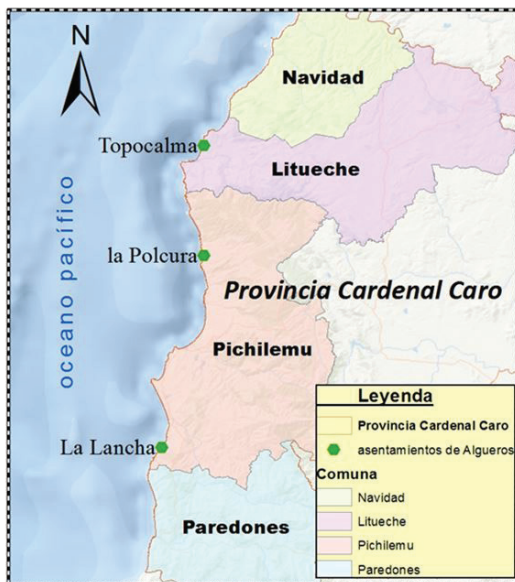 N
Navidad
Topocalma
Litueche
la Polcura
Provincia Cardenal Caro
oceano pacífico
Pichilemu
La Lancha
Paredones
Leyenda
Provincia Cardenal Caro
asentamientos de Algueros
Comuna
Navidad
Litueche
Pichilemu
Paredones